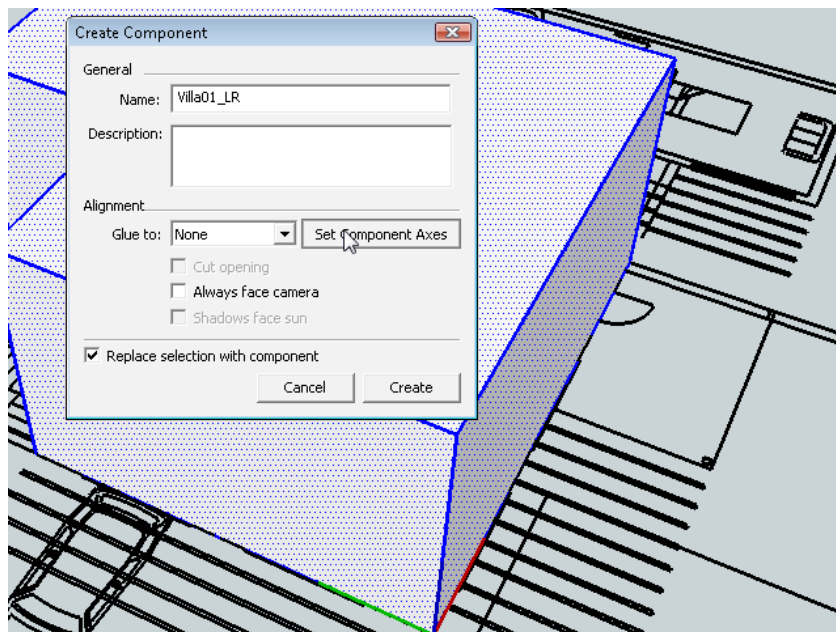 Create Component
General
Name: Villa01_LR
Description:
Alignment
Glue to: None Set Component Axes
Cut opening
Always face camera
Shadows face sun
Replace selection with component
Cancel Create